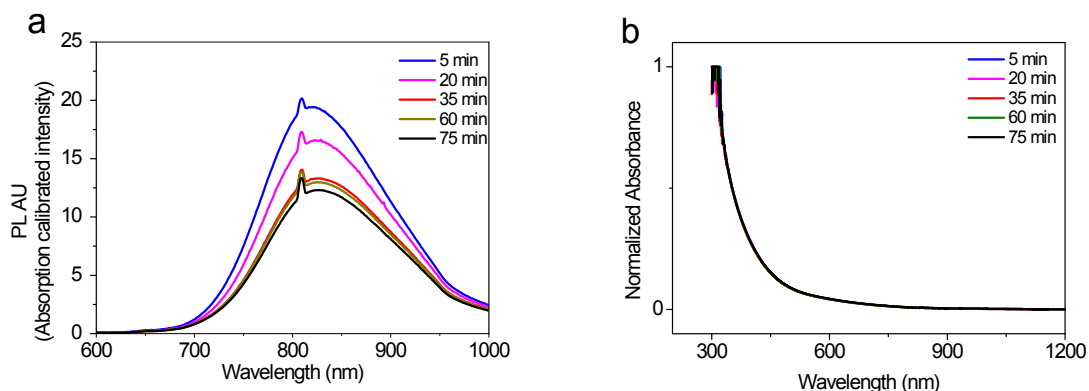 a
25
20
15
10
5
0
PL AU
(Absorption calibrated intensity)
5 min
20 min
35 min
60 min
75 min
600
700
800
900
1000
Wavelength (nm)
b
1
0
Normalized Absorbance
5 min
20 min
35 min
60 min
75 min
300
600
900
1200
Wavelength (nm)